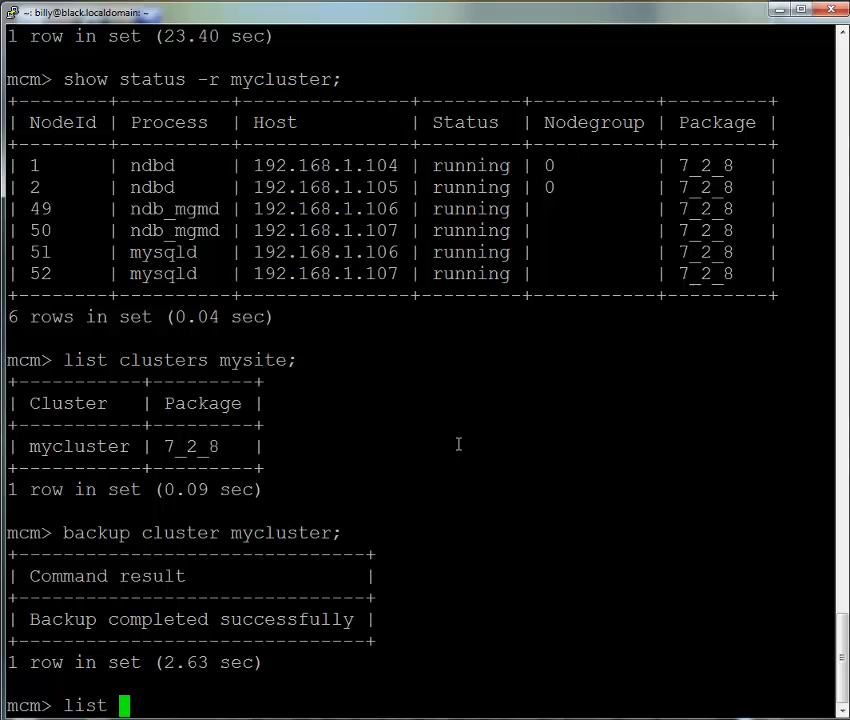 ~: billy@black.localdomain: ~
1 row in set (23.40 sec)
mcm> show status -r mycluster;
+--------+----------+---------------+---------+-----------+---------+
| NodeId | Process  | Host          | Status  | Nodegroup | Package |
+--------+----------+---------------+---------+-----------+---------+
| 1      | ndbd     | 192.168.1.104 | running | 0         | 7_2_8   |
| 2      | ndbd     | 192.168.1.105 | running | 0         | 7_2_8   |
| 49     | ndb_mgmd | 192.168.1.106 | running |           | 7_2_8   |
| 50     | ndb_mgmd | 192.168.1.107 | running |           | 7_2_8   |
| 51     | mysqld   | 192.168.1.106 | running |           | 7_2_8   |
| 52     | mysqld   | 192.168.1.107 | running |           | 7_2_8   |
+--------+----------+---------------+---------+-----------+---------+
6 rows in set (0.04 sec)
mcm> list clusters mysite;
+-----------+---------+
| Cluster   | Package |
+-----------+---------+
| mycluster | 7_2_8   |
+-----------+---------+
1 row in set (0.09 sec)
mcm> backup cluster mycluster;
+-------------------------------+
| Command result                |
+-------------------------------+
| Backup completed successfully |
+-------------------------------+
1 row in set (2.63 sec)
mcm> list